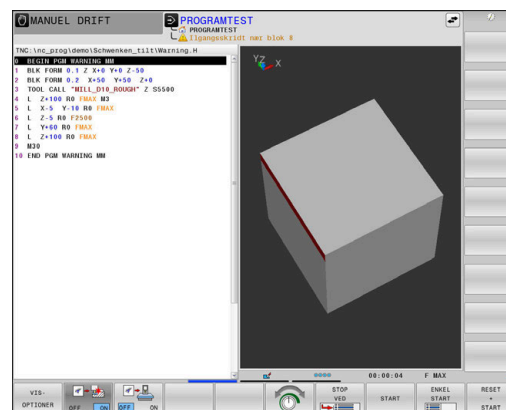 MANUEL DRIFT
PROGRAMTEST
PROGRAMTEST
Ilgangsskridt nær blok 8
TNC:\nc_prog\demo\Schwenken_tilt\Warning.H
0 BEGIN PGM WARNING MM
1 BLK FORM 0.1 Z X+0 Y+0 Z-50
2 BLK FORM 0.2 X+50 Y+50 Z+0
3 TOOL CALL "MILL_D10_ROUGH" Z S5500
4 L Z+100 R0 FMAX M3
5 L X-5 Y-10 R0 FMAX
6 L Z-5 R0 F2500
7 L Y+60 R0 FMAX
8 L Z+100 R0 FMAX
9 M30
10 END PGM WARNING MM
YZ X
00:00:04 F MAX
VIS-
OPTIONER
OFF ON
OFF ON
STOP
VED
START
ENKEL
START
RESET
+
START